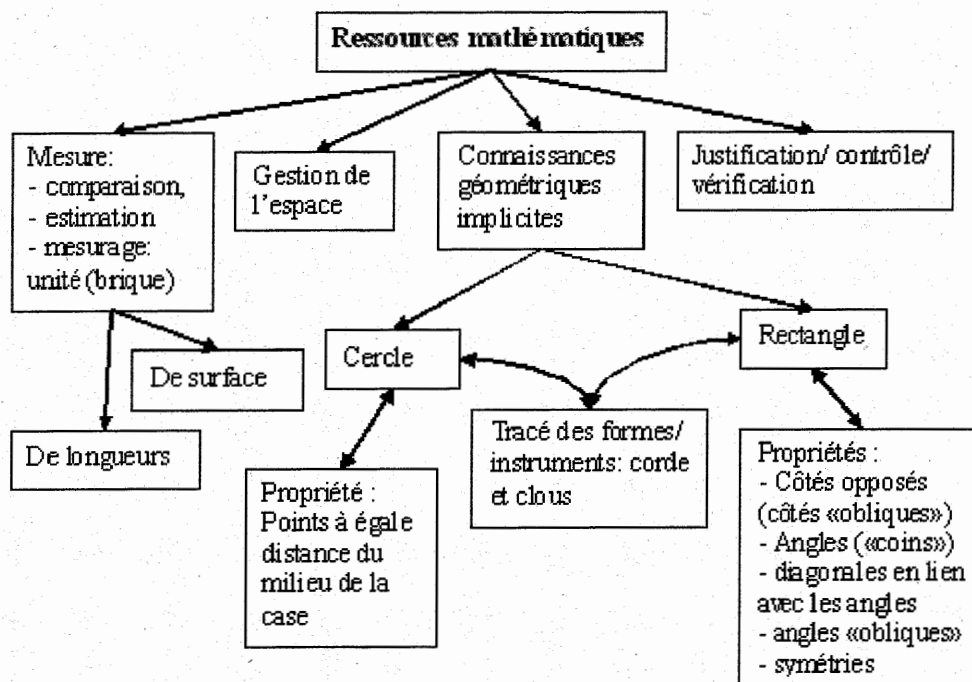 Ressources mathématiques
Mesure:
- comparaison,
- estimation
- mesurage:
unité (brique)
Gestion de
l'espace
Connaissances
géométriques
implicites
Justification/ contrôle/
vérification
De surface
De longueurs
Cercle
Rectangle
Propriété :
Points à égale
distance du
milieu de la
case
Tracé des formes/
instruments: corde
et clous
Propriétés :
- Côtés opposés
(côtés «obliques»)
- Angles («coins»)
- diagonales en lien
avec les angles
- angles «obliques»
- symétries